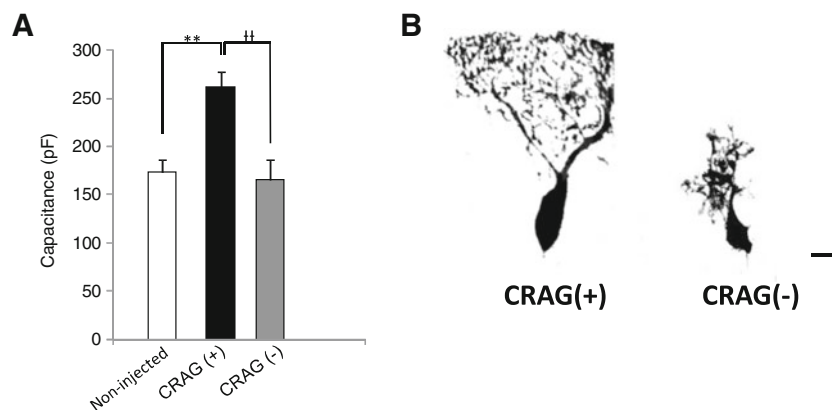 A
B
**
‡‡
Capacitance (pF)
300
250
200
150
100
50
0
Non-injected
CRAG (+)
CRAG (-)
CRAG(+)
CRAG(-)